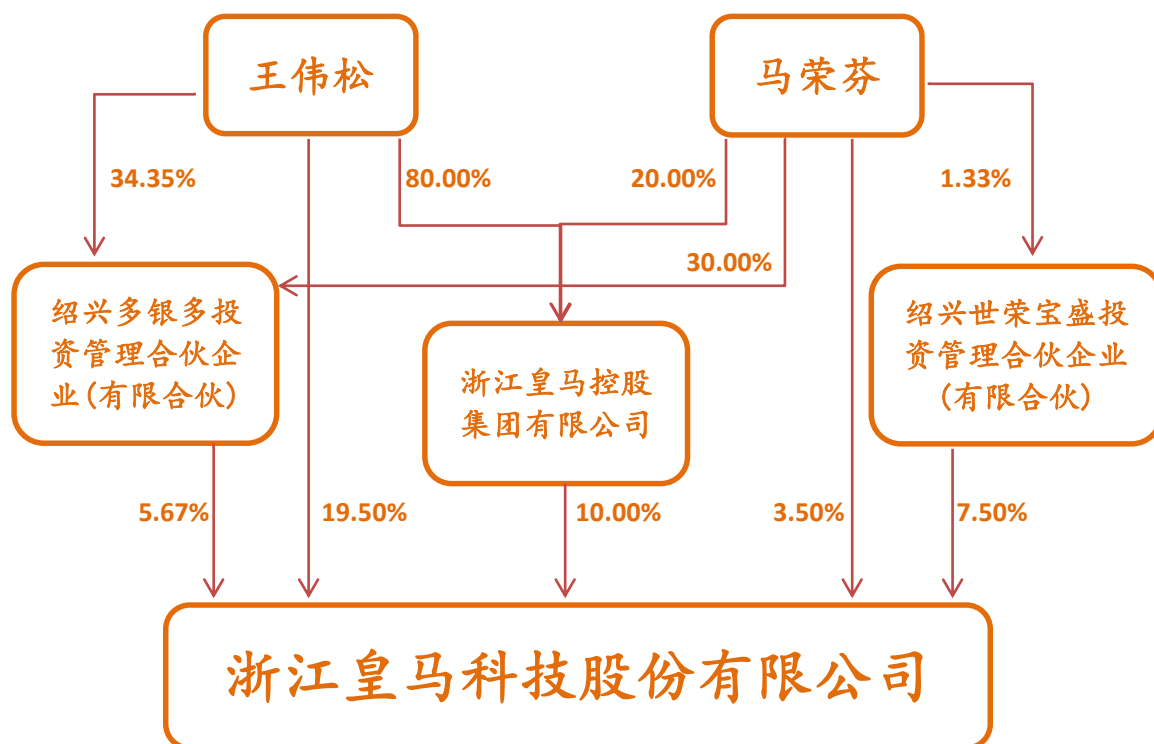 王伟松
马荣芬
34.35%
80.00%
20.00%
1.33%
30.00%
绍兴多银多投
资管理合伙企
业(有限合伙)
浙江皇马控股
集团有限公司
绍兴世荣宝盛投
资管理合伙企业
(有限合伙)
5.67%
19.50%
10.00%
3.50%
7.50%
浙江皇马科技股份有限公司